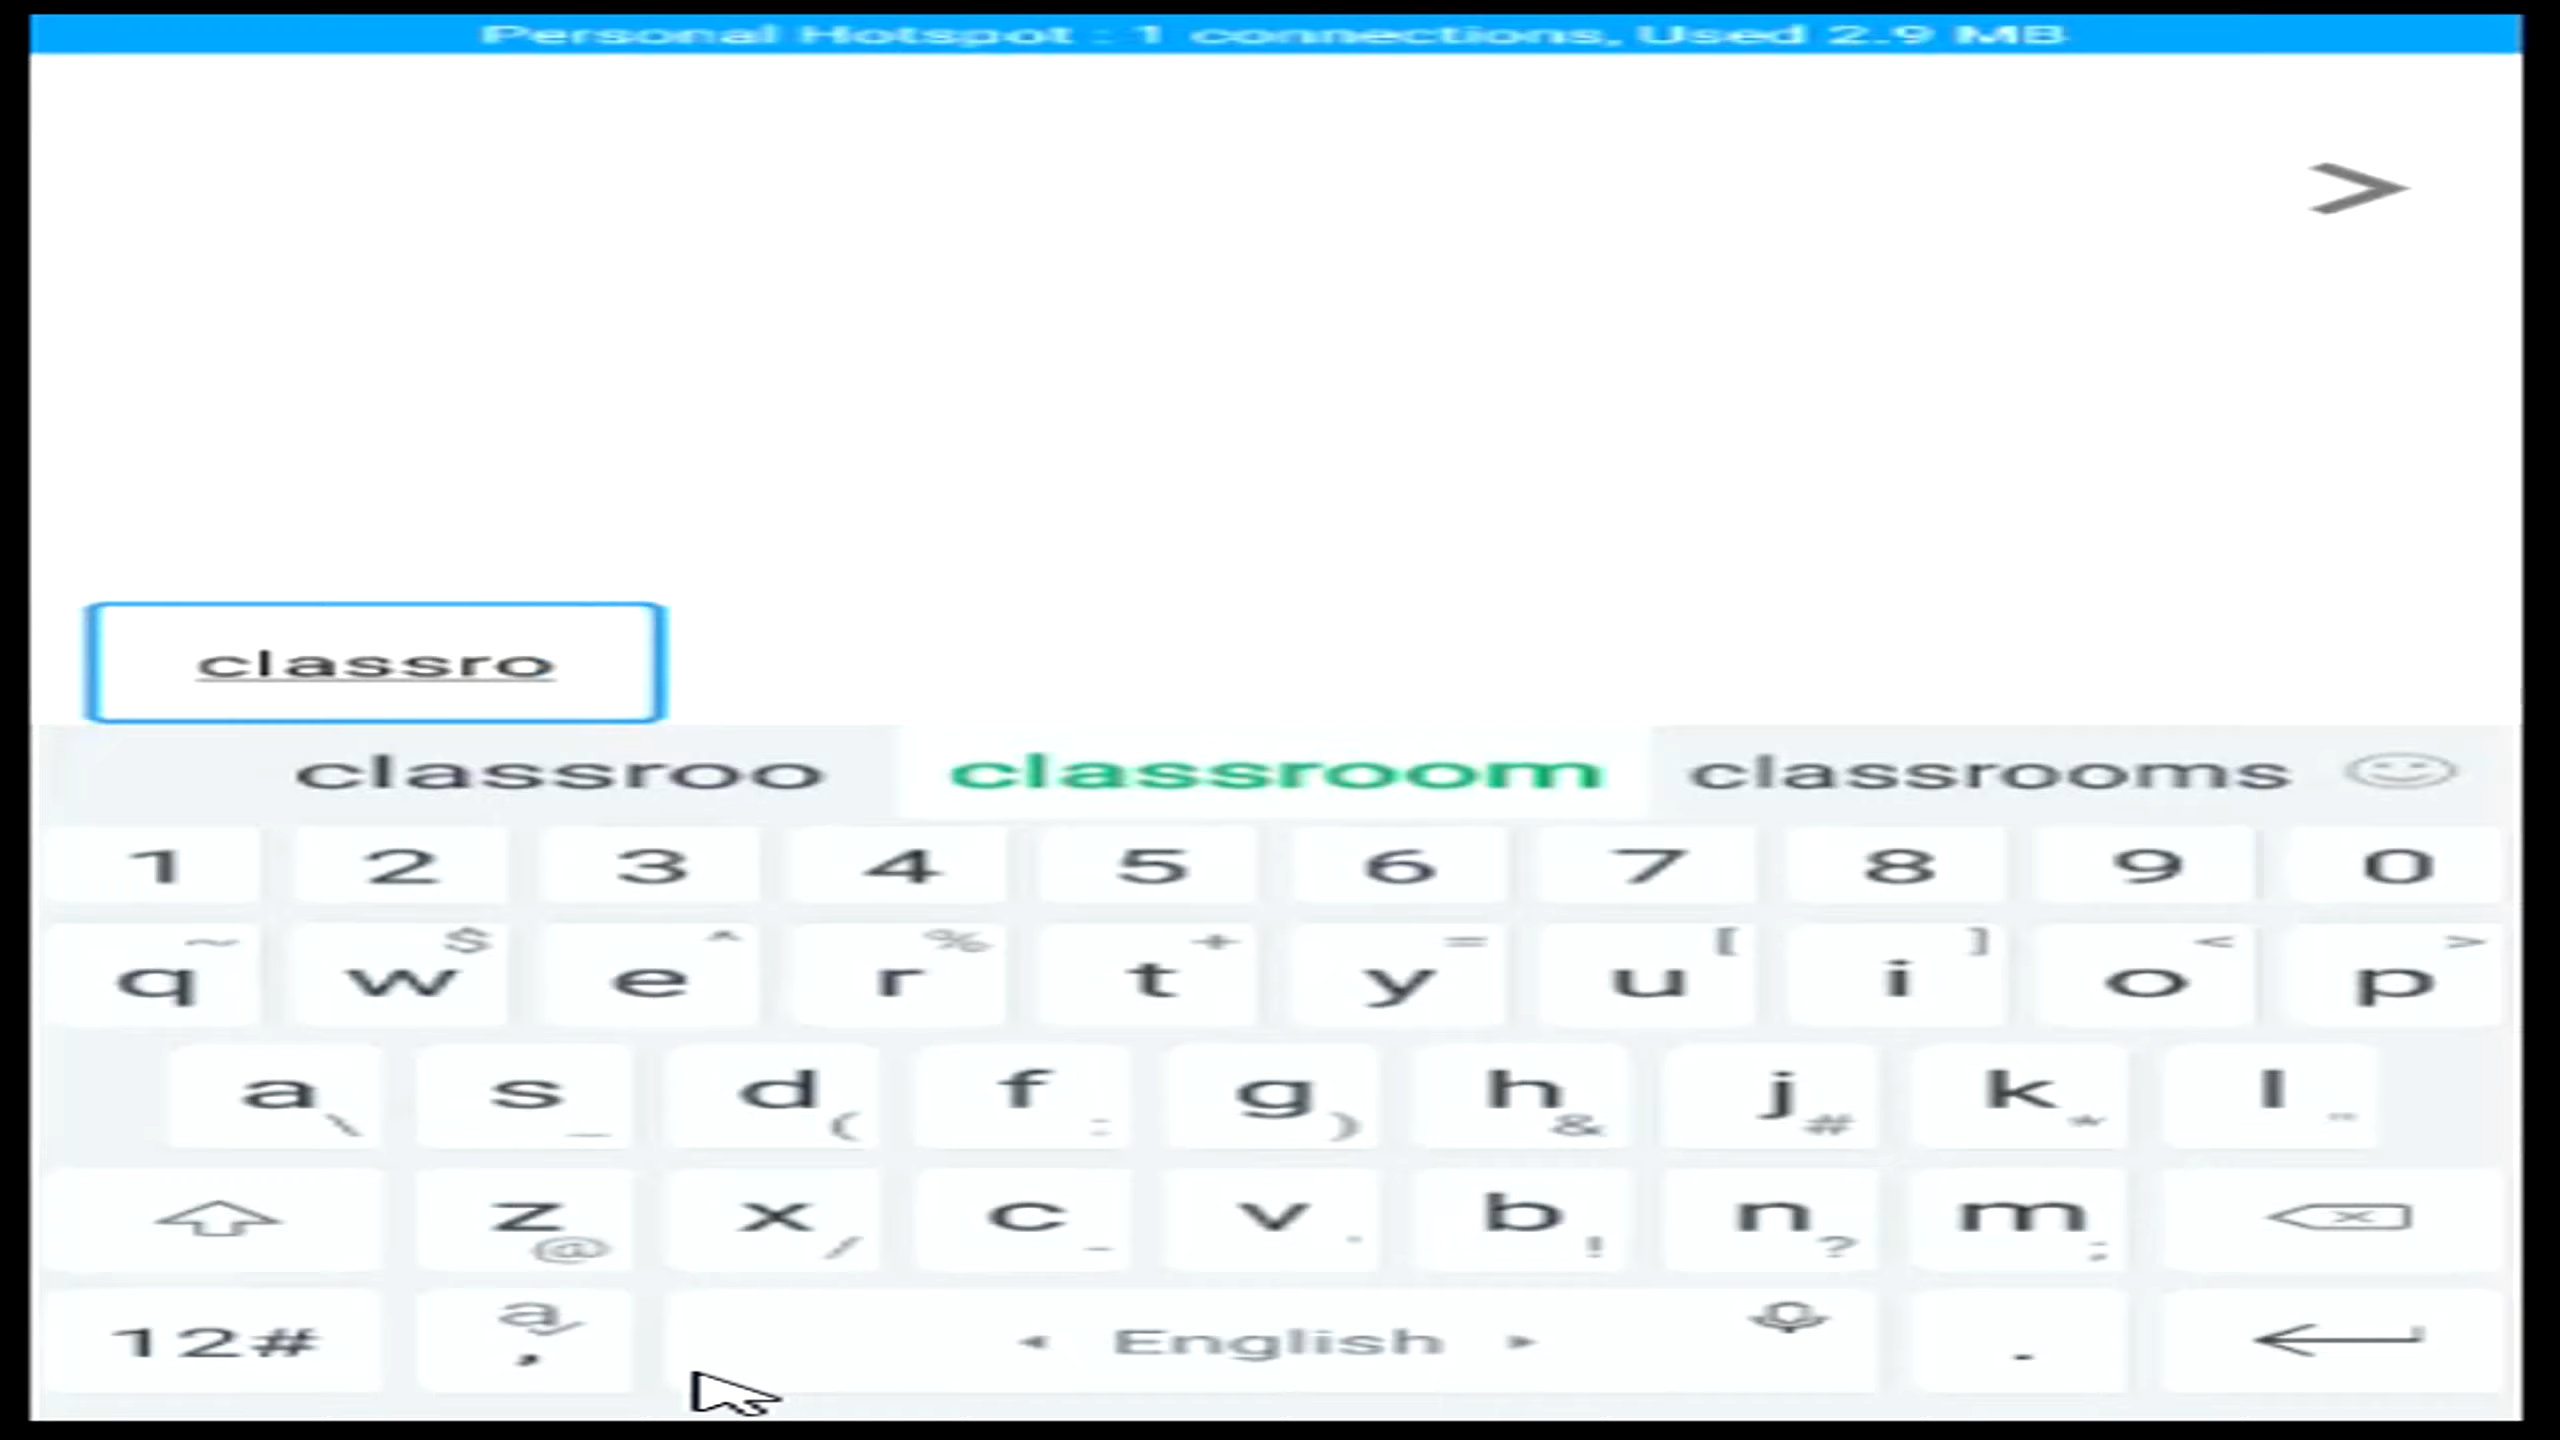 Personal Hotspot : 1 connections, Used 2.9 MB
>
classro
classroo classroom classrooms
1 2 3 4 5 6 7 8 9 0
q ~ w $ e ^ r % t + y = u [ i ] o < p >
a \ s _ d ( f : g ) h & j # k * l "
z @ x / c - v ' b ! n ? m ;
12# , English .